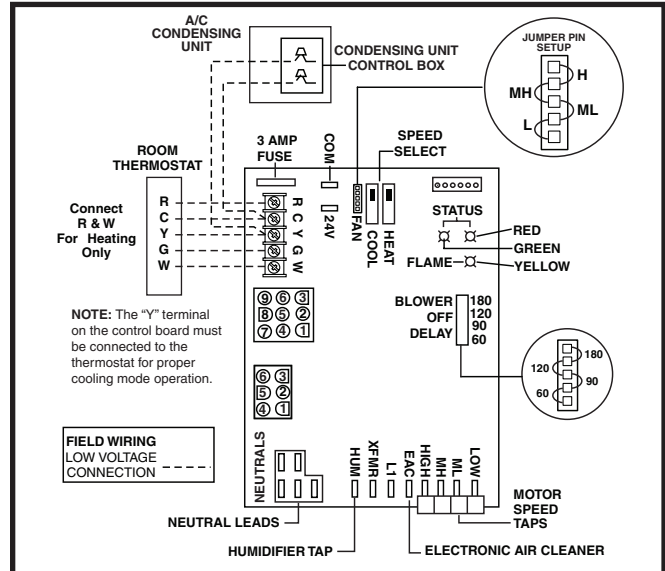 A/C
CONDENSING
UNIT
CONDENSING UNIT
CONTROL BOX
JUMPER PIN
SETUP
H
MH
ML
L
ROOM
THERMOSTAT
3 AMP
FUSE
COM
24V
SPEED
SELECT
FAN
COOL
HEAT
Connect
R & W
For Heating
Only
R
C
Y
G
W
R
C
Y
G
W
STATUS
RED
GREEN
FLAME
YELLOW
NOTE: The "Y" terminal
on the control board must
be connected to the
thermostat for proper
cooling mode operation.
9 6 3
8 5 2
7 4 1
6 3
5 2
4 1
BLOWER
OFF
DELAY
180
120
90
60
180
120
90
60
FIELD WIRING
LOW VOLTAGE
CONNECTION
NEUTRALS
HUM
XFMR
L1
EAC
HIGH
MH
ML
LOW
NEUTRAL LEADS
MOTOR
SPEED
TAPS
HUMIDIFIER TAP
ELECTRONIC AIR CLEANER